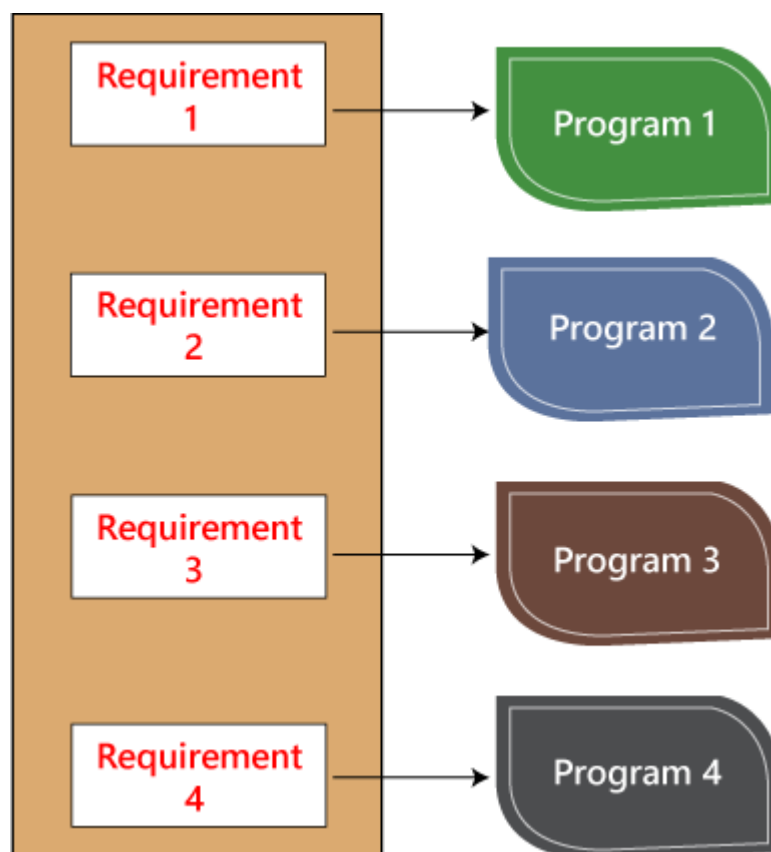 Requirement
1
Program 1
Requirement
2
Program 2
Requirement
3
Program 3
Requirement
4
Program 4